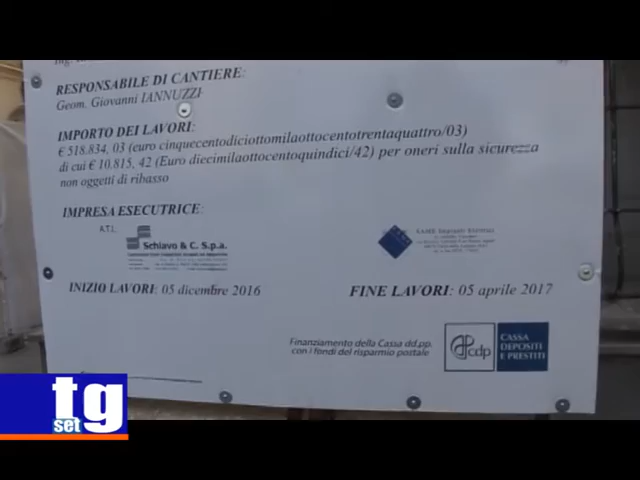 RESPONSABILE DI CANTIERE:
Geom. Giovanni IANNUZZI
IMPORTO DEI LAVORI:
€ 518.834, 03 (euro cinquecentodiciottomilaottocentotrentaquattro/03)
di cui € 10.815, 42 (Euro diecimilaottocentoquindici/42) per oneri sulla sicurezza
non oggetti di ribasso
IMPRESA ESECUTRICE:
A.T.I.
Schiavo & C. S.p.a.
INIZIO LAVORI: 05 dicembre 2016
FINE LAVORI: 05 aprile 2017
Finanziamento della Cassa dd.pp.
con i fondi del risparmio postale
cdp
CASSA
DEPOSITI
E PRESTITI
tg
set